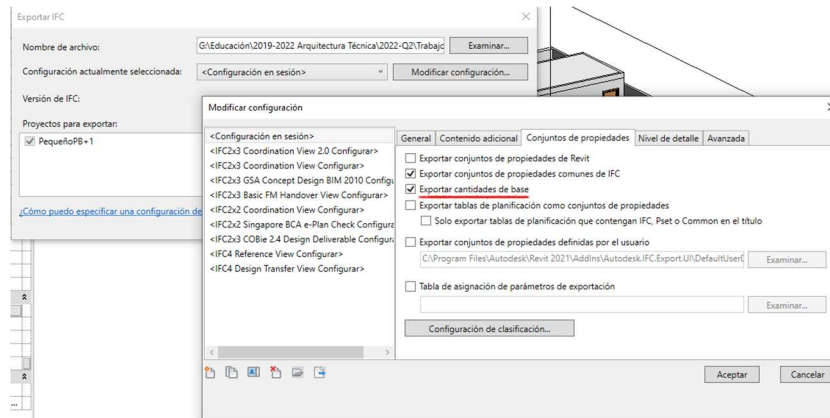 Exportar IFC
Nombre de archivo:
G:\Educación\2019-2022 Arquitectura Técnica\2022-Q2\Trabajo
Examinar...
Configuración actualmente seleccionada:
<Configuración en sesión>
Modificar configuración...
Versión de IFC:
Proyectos para exportar:
PequeñoPB+1
¿Cómo puedo especificar una configuración de
Modificar configuración
<Configuración en sesión>
<IFC2x3 Coordination View 2.0 Configurar>
<IFC2x3 Coordination View Configurar>
<IFC2x3 GSA Concept Design BIM 2010 Configu
<IFC2x3 Basic FM Handover View Configurar>
<IFC2x2 Coordination View Configurar>
<IFC2x2 Singapore BCA e-Plan Check Configura
<IFC2x3 COBie 2.4 Design Deliverable Configura
<IFC4 Reference View Configurar>
<IFC4 Design Transfer View Configurar>
General
Contenido adicional
Conjuntos de propiedades
Nivel de detalle
Avanzada
Exportar conjuntos de propiedades de Revit
Exportar conjuntos de propiedades comunes de IFC
Exportar cantidades de base
Exportar tablas de planificación como conjuntos de propiedades
Solo exportar tablas de planificación que contengan IFC, Pset o Common en el título
Exportar conjuntos de propiedades definidas por el usuario
C:\Program Files\Autodesk\Revit 2021\AddIns\Autodesk.IFC.Export.UI\DefaultUserD
Examinar...
Tabla de asignación de parámetros de exportación
Examinar...
Configuración de clasificación...
Aceptar
Cancelar